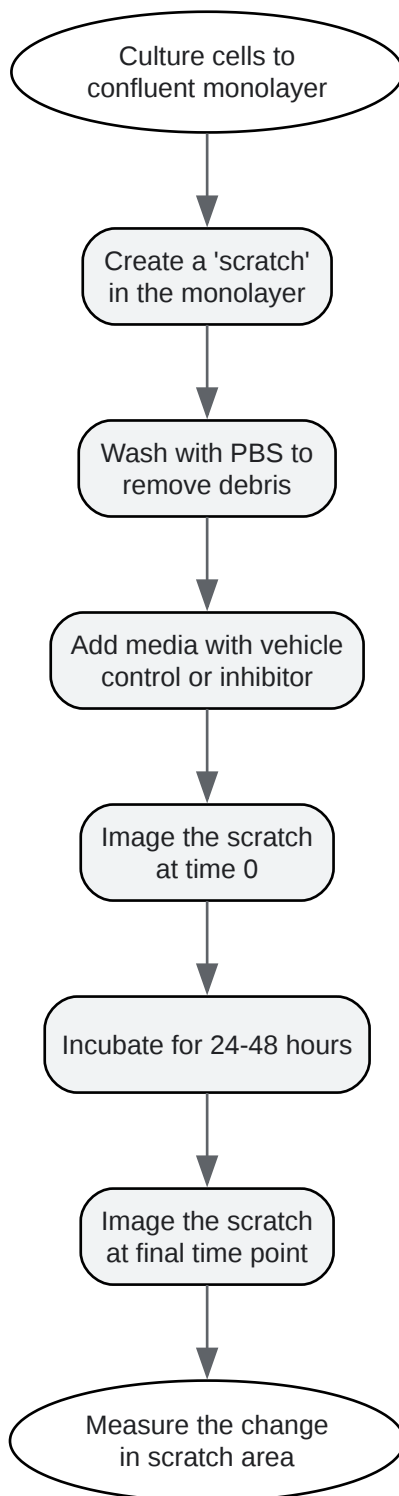 Culture cells to
confluent monolayer
Create a 'scratch'
in the monolayer
Wash with PBS to
remove debris
Add media with vehicle
control or inhibitor
Image the scratch
at time 0
Incubate for 24-48 hours
Image the scratch
at final time point
Measure the change
in scratch area